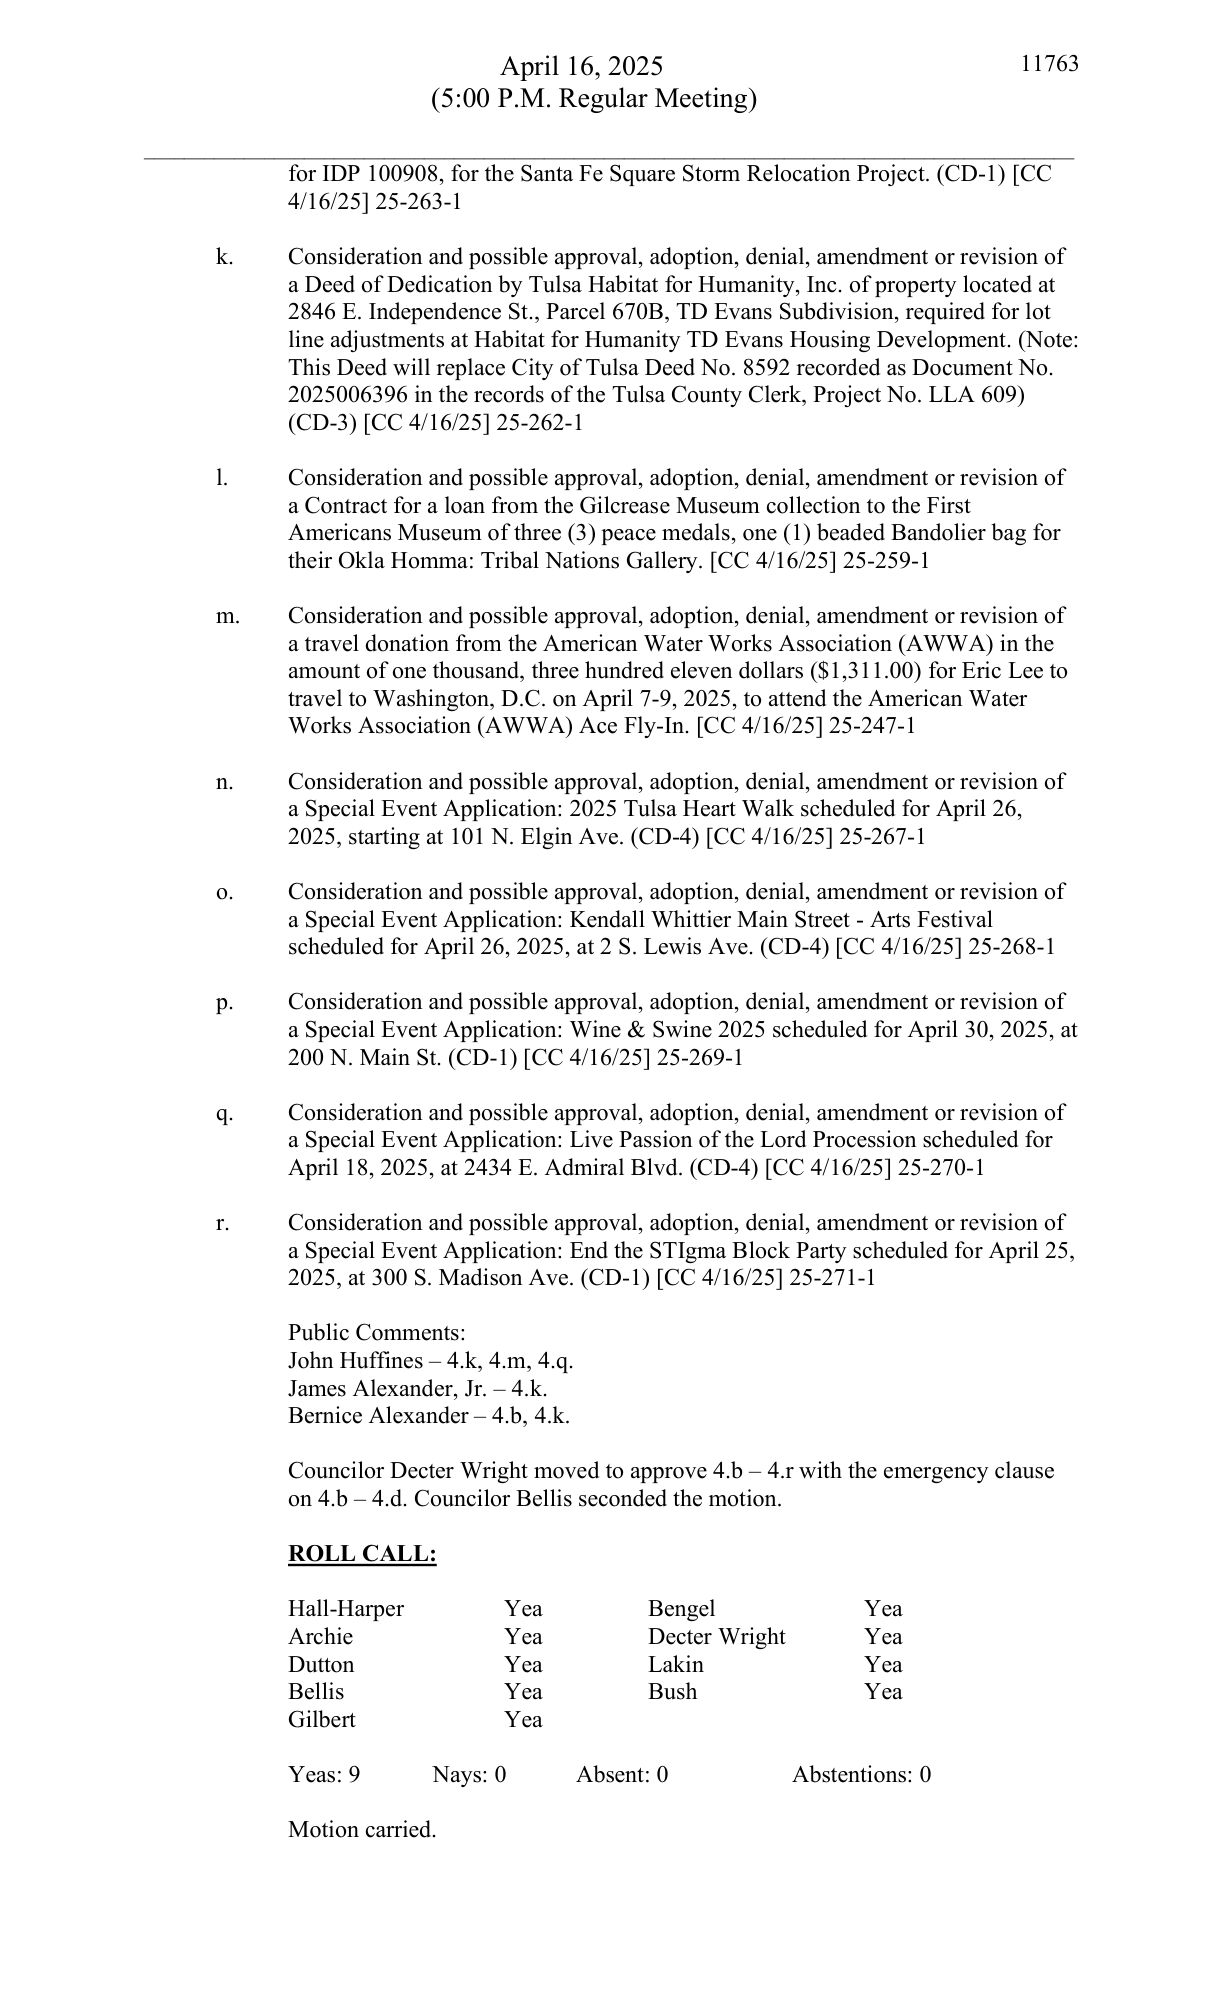 April 16, 2025
11763
(5:00 P.M. Regular Meeting)
for IDP 100908, for the Santa Fe Square Storm Relocation Project. (CD-1) [CC
4/16/25] 25-263-1
k. Consideration and possible approval, adoption, denial, amendment or revision of
a Deed of Dedication by Tulsa Habitat for Humanity, Inc. of property located at
2846 E. Independence St., Parcel 670B, TD Evans Subdivision, required for lot
line adjustments at Habitat for Humanity TD Evans Housing Development. (Note:
This Deed will replace City of Tulsa Deed No. 8592 recorded as Document No.
2025006396 in the records of the Tulsa County Clerk, Project No. LLA 609)
(CD-3) [CC 4/16/25] 25-262-1
l. Consideration and possible approval, adoption, denial, amendment or revision of
a Contract for a loan from the Gilcrease Museum collection to the First
Americans Museum of three (3) peace medals, one (1) beaded Bandolier bag for
their Okla Homma: Tribal Nations Gallery. [CC 4/16/25] 25-259-1
m. Consideration and possible approval, adoption, denial, amendment or revision of
a travel donation from the American Water Works Association (AWWA) in the
amount of one thousand, three hundred eleven dollars ($1,311.00) for Eric Lee to
travel to Washington, D.C. on April 7-9, 2025, to attend the American Water
Works Association (AWWA) Ace Fly-In. [CC 4/16/25] 25-247-1
n. Consideration and possible approval, adoption, denial, amendment or revision of
a Special Event Application: 2025 Tulsa Heart Walk scheduled for April 26,
2025, starting at 101 N. Elgin Ave. (CD-4) [CC 4/16/25] 25-267-1
o. Consideration and possible approval, adoption, denial, amendment or revision of
a Special Event Application: Kendall Whittier Main Street - Arts Festival
scheduled for April 26, 2025, at 2 S. Lewis Ave. (CD-4) [CC 4/16/25] 25-268-1
p. Consideration and possible approval, adoption, denial, amendment or revision of
a Special Event Application: Wine & Swine 2025 scheduled for April 30, 2025, at
200 N. Main St. (CD-1) [CC 4/16/25] 25-269-1
q. Consideration and possible approval, adoption, denial, amendment or revision of
a Special Event Application: Live Passion of the Lord Procession scheduled for
April 18, 2025, at 2434 E. Admiral Blvd. (CD-4) [CC 4/16/25] 25-270-1
r. Consideration and possible approval, adoption, denial, amendment or revision of
a Special Event Application: End the STIgma Block Party scheduled for April 25,
2025, at 300 S. Madison Ave. (CD-1) [CC 4/16/25] 25-271-1
Public Comments:
John Huffines – 4.k, 4.m, 4.q.
James Alexander, Jr. – 4.k.
Bernice Alexander – 4.b, 4.k.
Councilor Decter Wright moved to approve 4.b – 4.r with the emergency clause
on 4.b – 4.d. Councilor Bellis seconded the motion.
ROLL CALL:
Hall-Harper Yea Bengel Yea
Archie Yea Decter Wright Yea
Dutton Yea Lakin Yea
Bellis Yea Bush Yea
Gilbert Yea
Yeas: 9 Nays: 0 Absent: 0 Abstentions: 0
Motion carried.